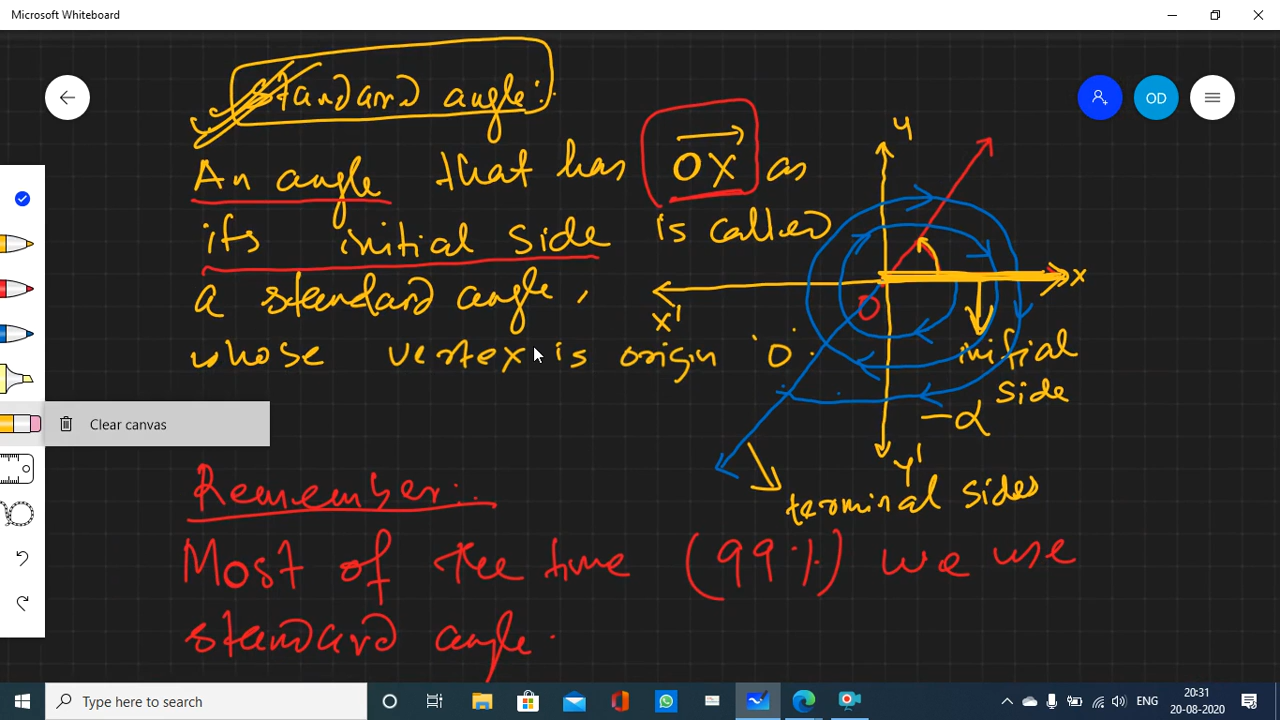 Microsoft Whiteboard
standard angle:
An angle that has OX as
its initial side is called
a standard angle,
whose vertex is origin 'O'.
OD
Y
X
X'
O
initial
side
-α
Y'
terminal sides
Clear canvas
Remember:
Most of the time (99%) we use
standard angle.
Type here to search
20:31
20-08-2020